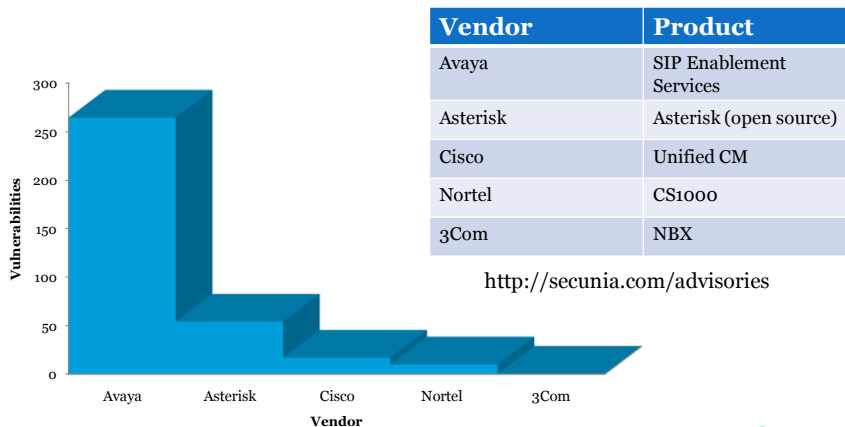 Vendor Product
Avaya SIP Enablement
Services
Asterisk Asterisk (open source)
Cisco Unified CM
Nortel CS1000
3Com NBX
http://secunia.com/advisories
300
250
200
150
100
50
0
Vulnerabilities
Avaya Asterisk Cisco Nortel 3Com
Vendor